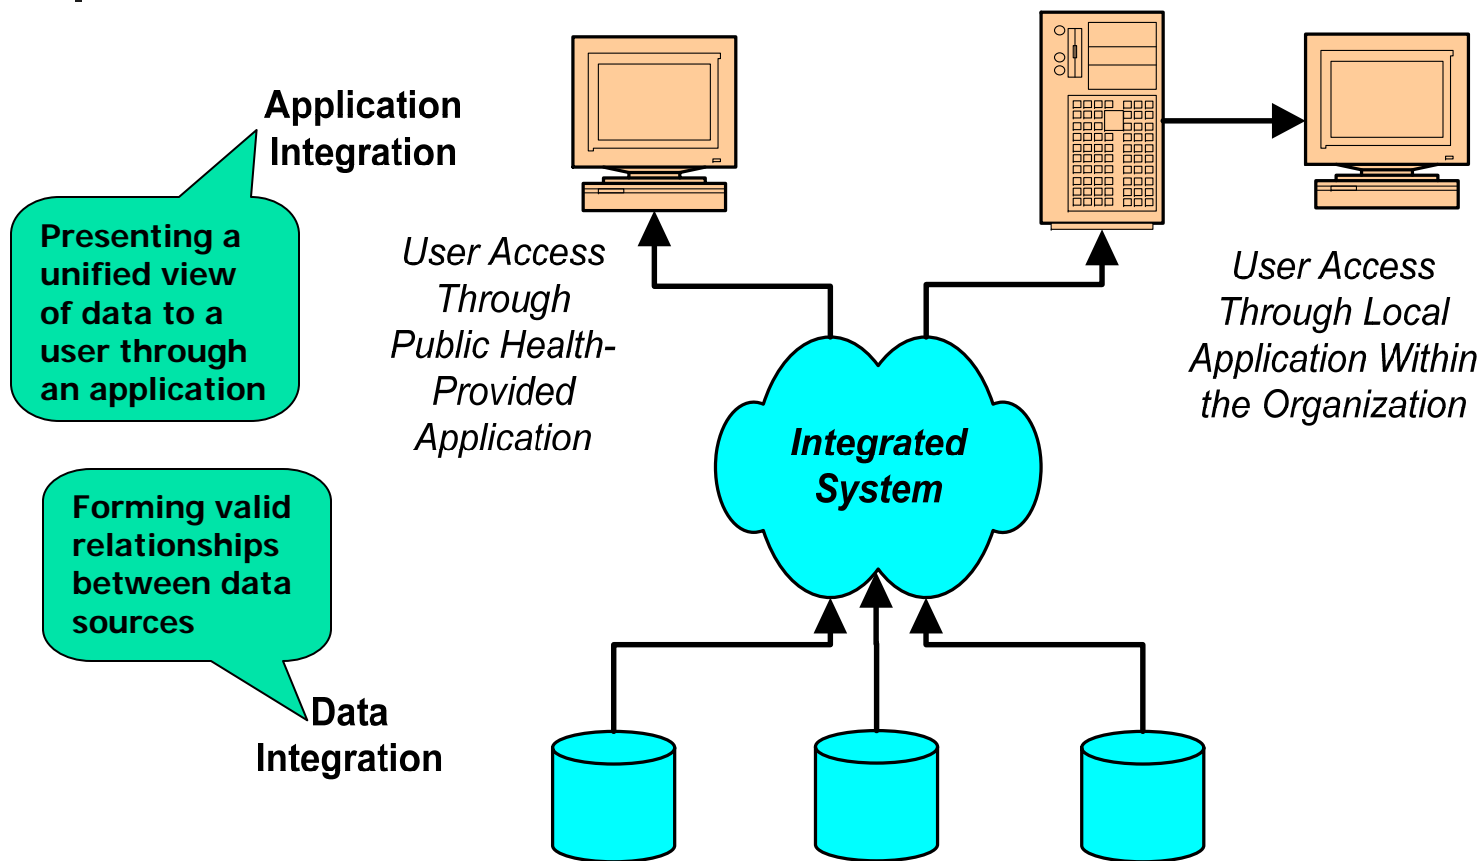 Application
Integration
Presenting a
unified view
of data to a
user through
an application
User Access
Through
Public Health-
Provided
Application
User Access
Through Local
Application Within
the Organization
Integrated
System
Forming valid
relationships
between data
sources
Data
Integration